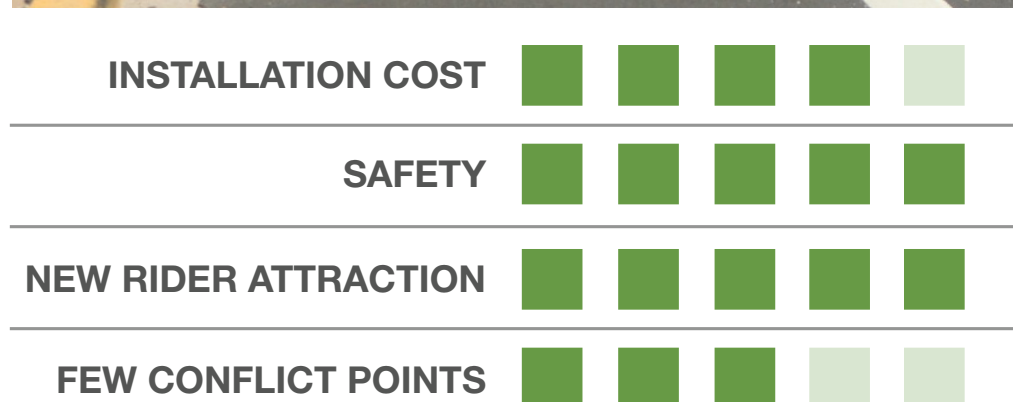 INSTALLATION COST
SAFETY
NEW RIDER ATTRACTION
FEW CONFLICT POINTS